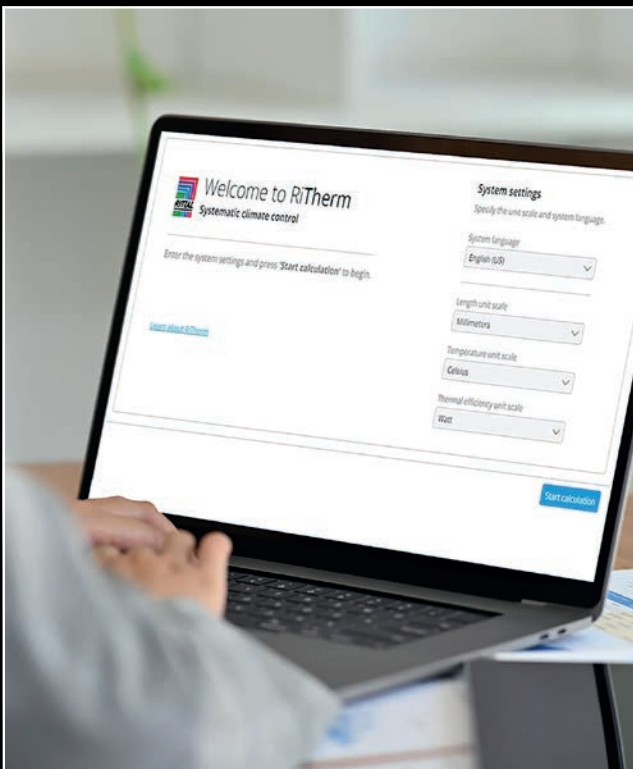 RITTAL
Welcome to RiTherm
Systematic climate control
Enter the system settings and press 'Start calculation' to begin.
Learn about RiTherm
System settings
Specify the unit scale and system language.
System language
English (US)
Length unit scale
Millimeters
Temperature unit scale
Celsius
Thermal efficiency unit scale
Watt
Start calculation